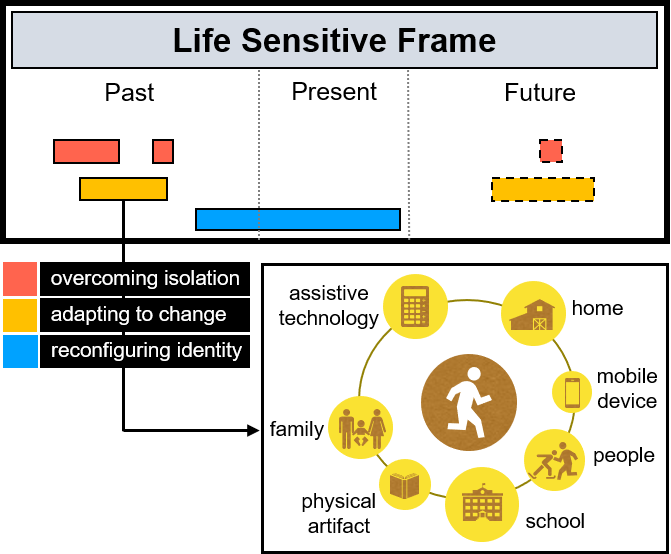 Life Sensitive Frame
Past
Present
Future
overcoming isolation
adapting to change
reconfiguring identity
assistive
technology
home
mobile
device
family
people
physical
artifact
school